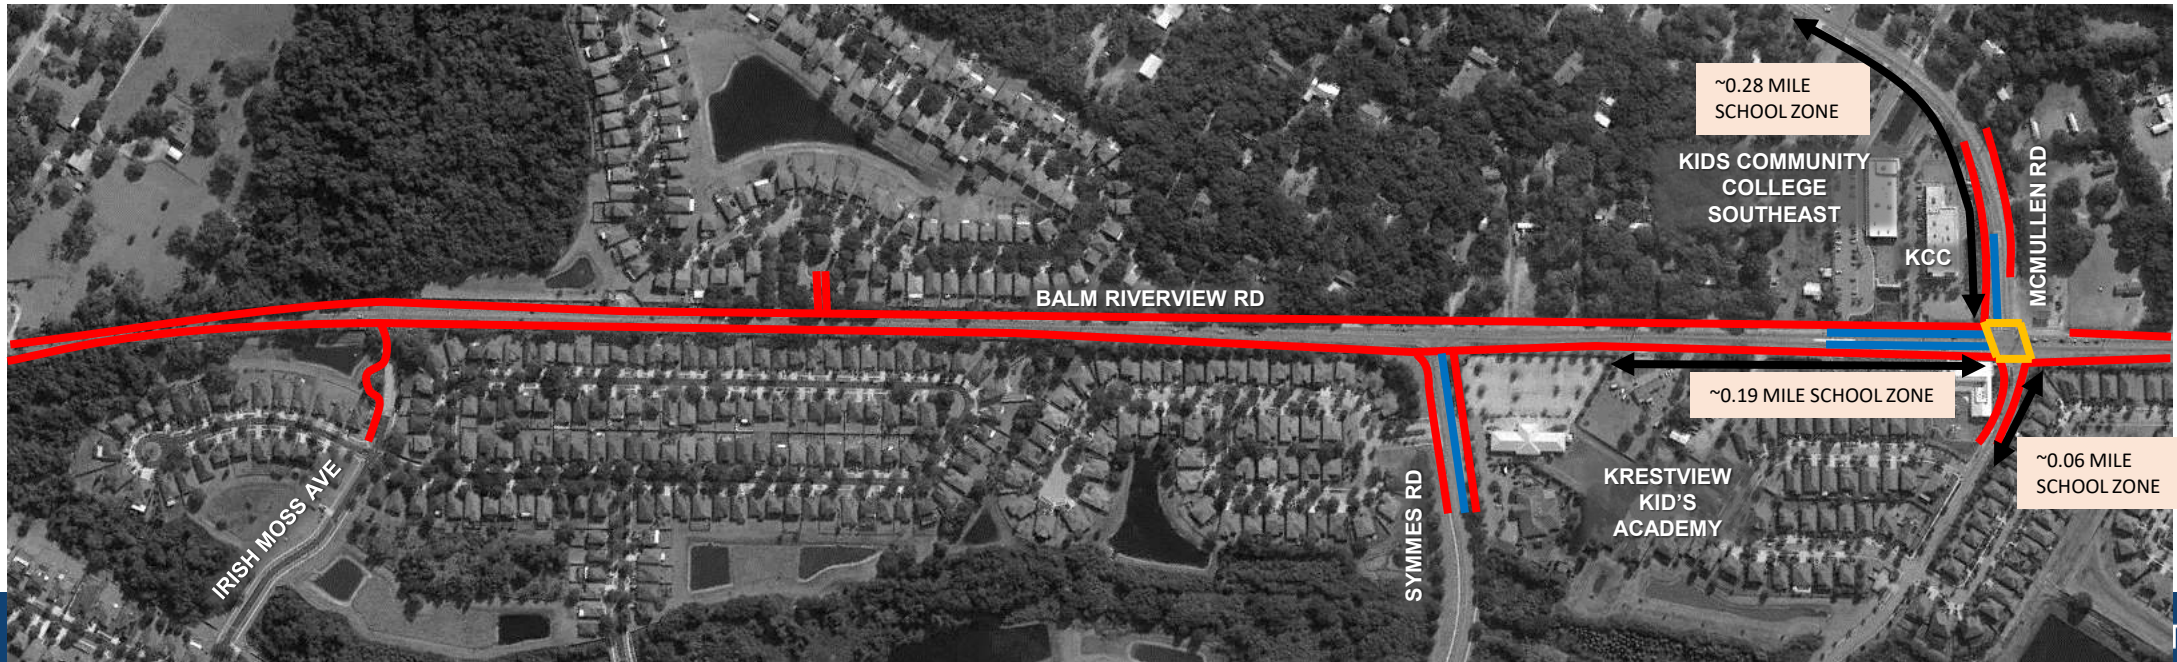 ~0.28 MILE
SCHOOL ZONE
KIDS COMMUNITY
COLLEGE
SOUTHEAST
KCC
MCMULLEN RD
BALM RIVERVIEW RD
~0.19 MILE SCHOOL ZONE
~0.06 MILE
SCHOOL ZONE
KRESTVIEW
KID'S
ACADEMY
SYMMES RD
IRISH MOSS AVE